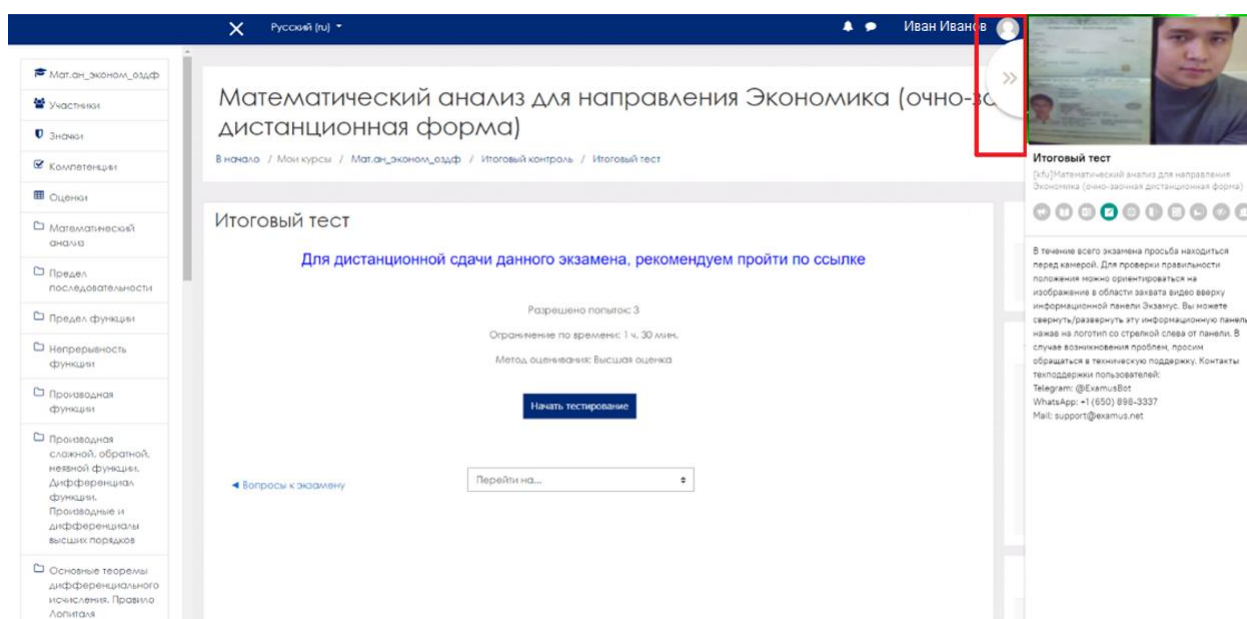 Русский (ru)
Иван Иванов
Мат.ан_эконом_оздф
Участники
Значки
Компетенции
Оценки
Математический
анализ
Предел
последовательности
Предел функции
Непрерывность
функции
Производная
функции
Производная
сложной, обратной,
неявной функции.
Дифференциал
функции.
Производные и
дифференциалы
высших порядков
Основные теоремы
дифференциального
исчисления. Правило
Лопиталя
Математический анализ для направления Экономика (очно-за
дистанционная форма)
В начало / Мои курсы / Мат.ан_эконом_оздф / Итоговый контроль / Итоговый тест
Итоговый тест
Для дистанционной сдачи данного экзамена, рекомендуем пройти по ссылке
Разрешено попыток: 3
Ограничение по времени: 1 ч. 30 мин.
Метод оценивания: Высшая оценка
Начать тестирование
◄ Вопросы к экзамену
Перейти на...
Итоговый тест
[kfu]Математический анализ для направления
Экономика (очно-заочная дистанционная форма)
В течение всего экзамена просьба находиться
перед камерой. Для проверки правильности
положения можно ориентироваться на
изображение в области захвата видео вверху
информационной панели Экзамус. Вы можете
свернуть/развернуть эту информационную панель
нажав на логотип со стрелкой слева от панели. В
случае возникновения проблем, просим
обращаться в техническую поддержку. Контакты
техподдержки пользователей:
Telegram: @ExamusBot
WhatsApp: +1 (650) 898-3337
Mail: support@examus.net